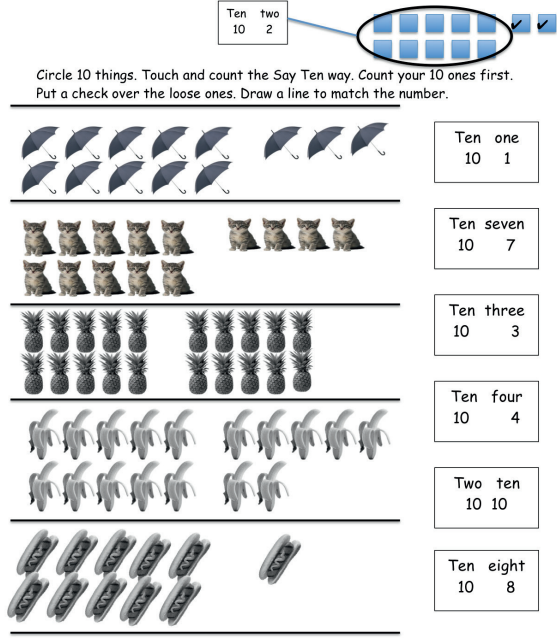 Ten two
10 2
Circle 10 things. Touch and count the Say Ten way. Count your 10 ones first.
Put a check over the loose ones. Draw a line to match the number.
Ten one
10 1
Ten seven
10 7
Ten three
10 3
Ten four
10 4
Two ten
10 10
Ten eight
10 8